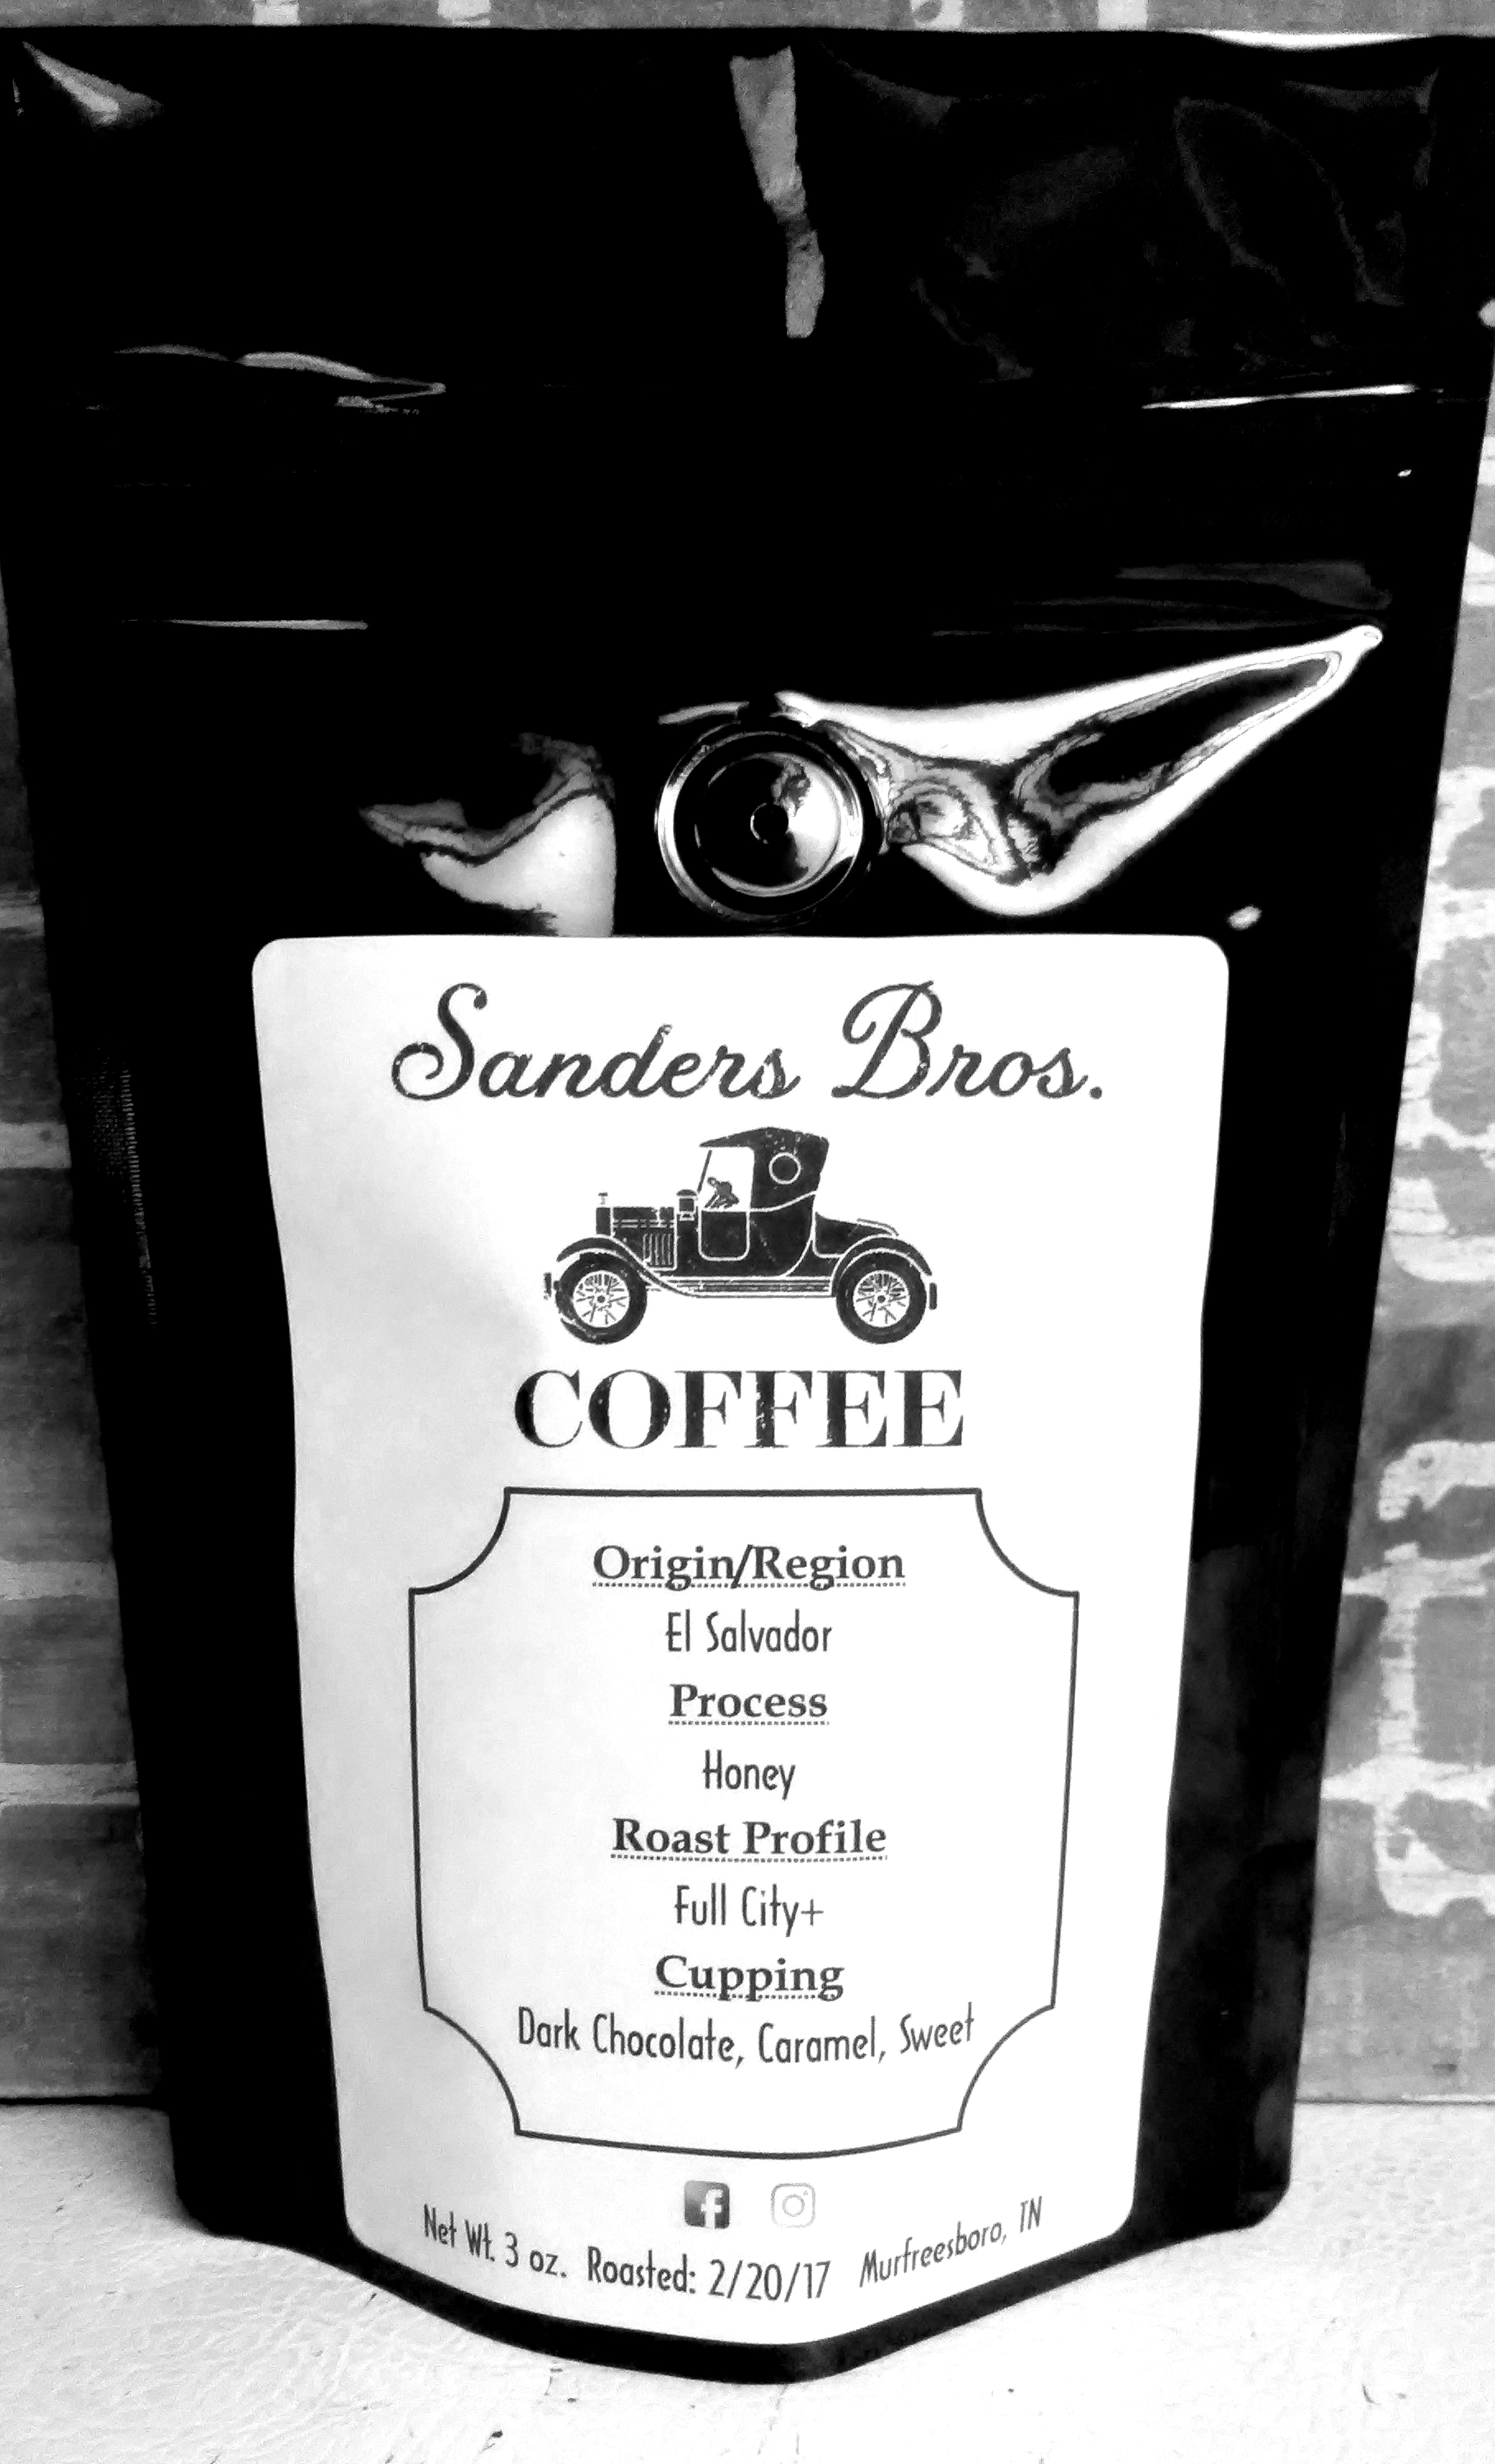 Sanders Bros.
COFFEE
Origin/Region
El Salvador
Process
Honey
Roast Profile
Full City+
Cupping
Dark Chocolate, Caramel, Sweet
f
Net Wt. 3 oz. Roasted: 2/20/17 Murfreesboro, TN